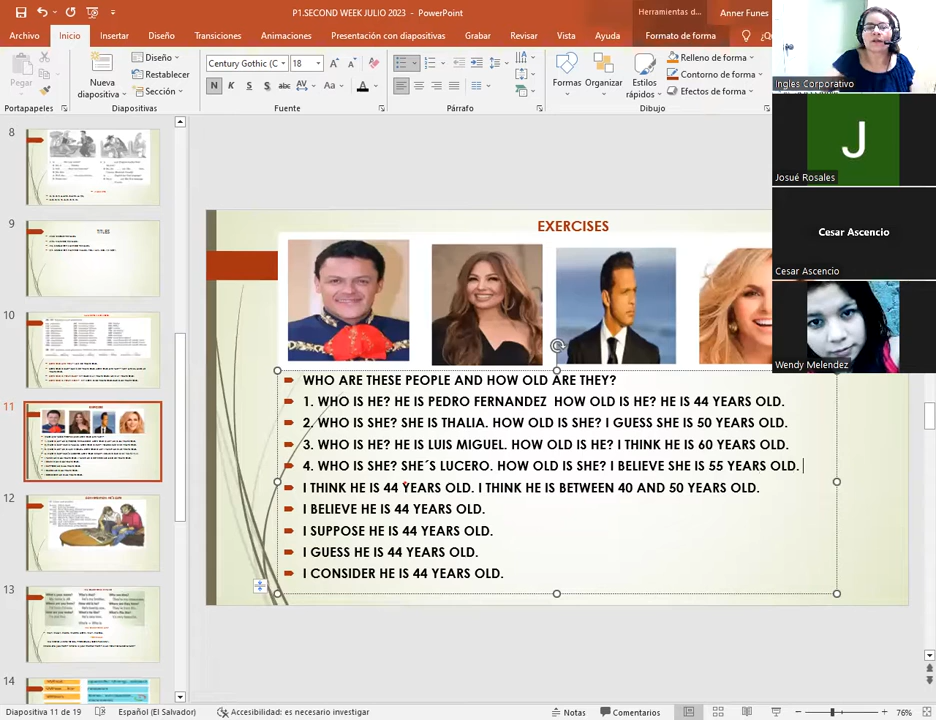 P1.SECOND WEEK JULIO 2023 - PowerPoint
Herramientas d...
Anner Funes
Archivo
Inicio
Insertar
Diseño
Transiciones
Animaciones
Presentación con diapositivas
Grabar
Revisar
Vista
Ayuda
Formato de forma
Pegar
Nueva diapositiva
Diseño
Restablecer
Sección
Century Gothic (C
18
N
K
S
abc
AV
Aa
A
Formas
Organizar
Estilos rápidos
Relleno de forma
Contorno de forma
Efectos de forma
Portapapeles
Diapositivas
Fuente
Párrafo
Dibujo
Ingles Corporativo
J
Josué Rosales
Cesar Ascencio
Cesar Ascencio
Wendy Melendez
8
9
10
11
12
13
14
EXERCISES
WHO ARE THESE PEOPLE AND HOW OLD ARE THEY?
1. WHO IS HE? HE IS PEDRO FERNANDEZ HOW OLD IS HE? HE IS 44 YEARS OLD.
2. WHO IS SHE? SHE IS THALIA. HOW OLD IS SHE? I GUESS SHE IS 50 YEARS OLD.
3. WHO IS HE? HE IS LUIS MIGUEL. HOW OLD IS HE? I THINK HE IS 60 YEARS OLD.
4. WHO IS SHE? SHE´S LUCERO. HOW OLD IS SHE? I BELIEVE SHE IS 55 YEARS OLD.
I THINK HE IS 44 YEARS OLD. I THINK HE IS BETWEEN 40 AND 50 YEARS OLD.
I BELIEVE HE IS 44 YEARS OLD.
I SUPPOSE HE IS 44 YEARS OLD.
I GUESS HE IS 44 YEARS OLD.
I CONSIDER HE IS 44 YEARS OLD.
Diapositiva 11 de 19
Español (El Salvador)
Accesibilidad: es necesario investigar
Notas
Comentarios
76%